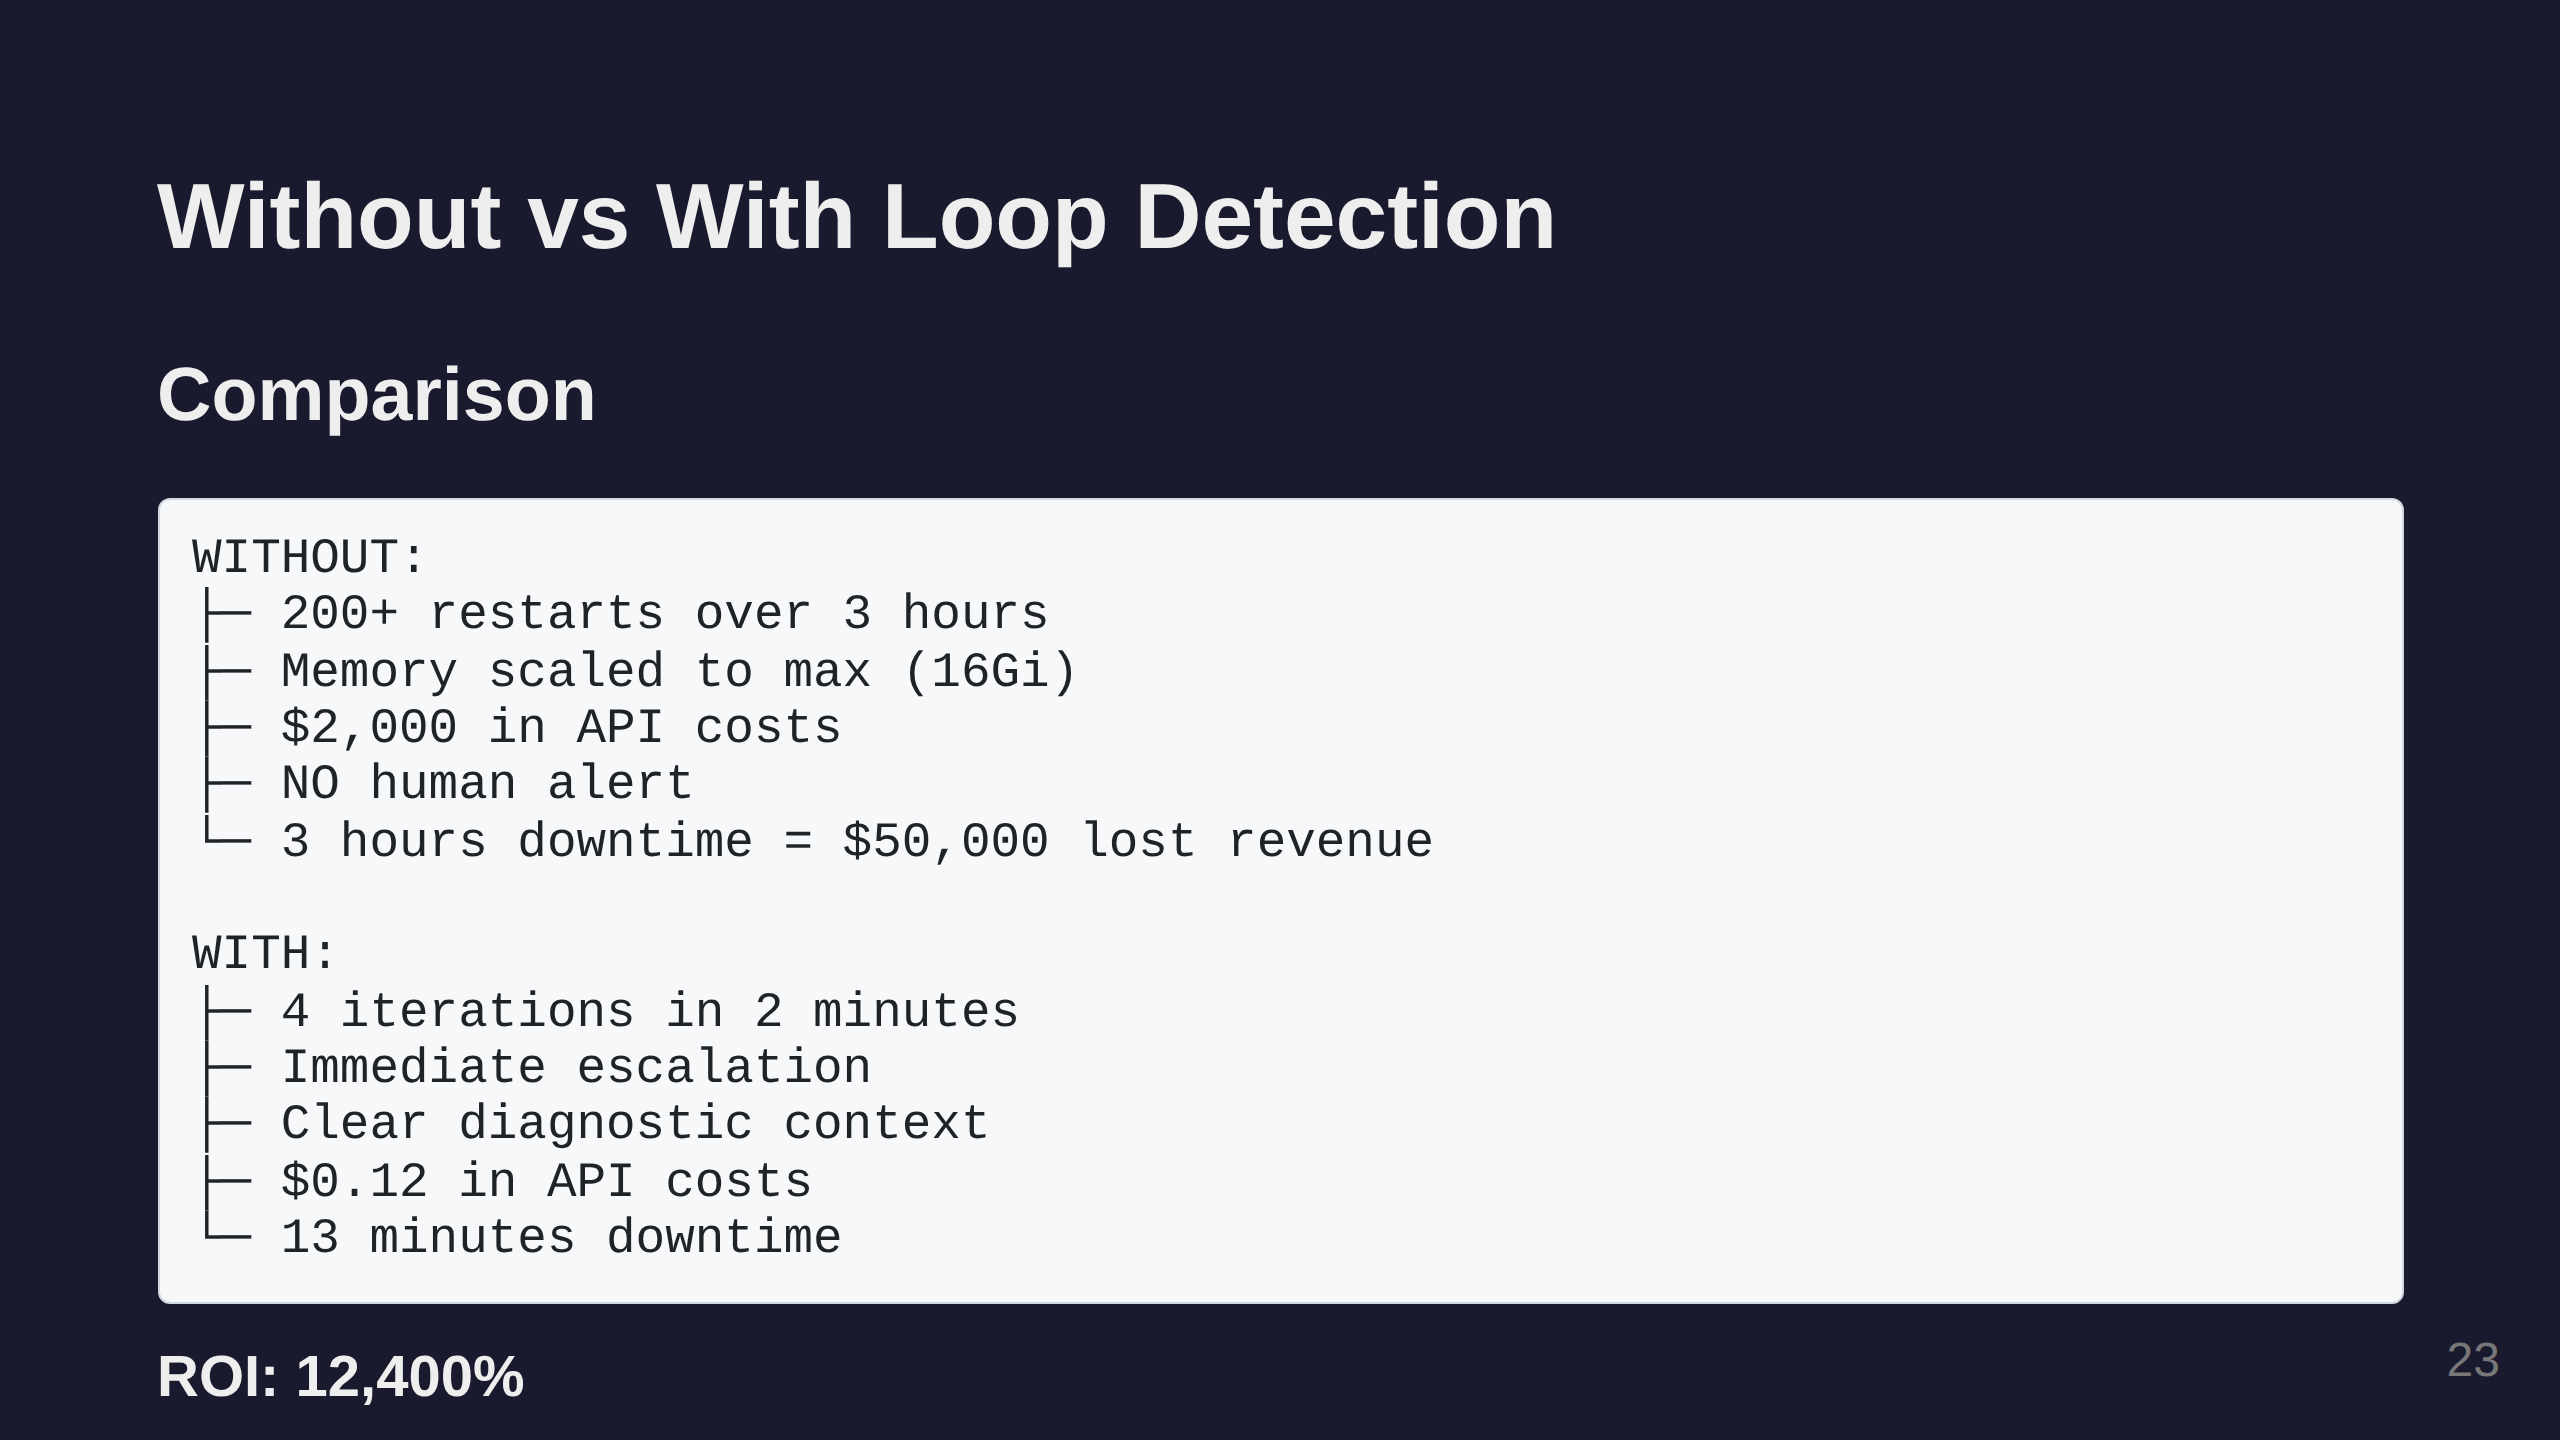 Without vs With Loop Detection
Comparison
WITHOUT:
├─ 200+ restarts over 3 hours
├─ Memory scaled to max (16Gi)
├─ $2,000 in API costs
├─ NO human alert
└─ 3 hours downtime = $50,000 lost revenue
WITH:
├─ 4 iterations in 2 minutes
├─ Immediate escalation
├─ Clear diagnostic context
├─ $0.12 in API costs
└─ 13 minutes downtime
ROI: 12,400%
23